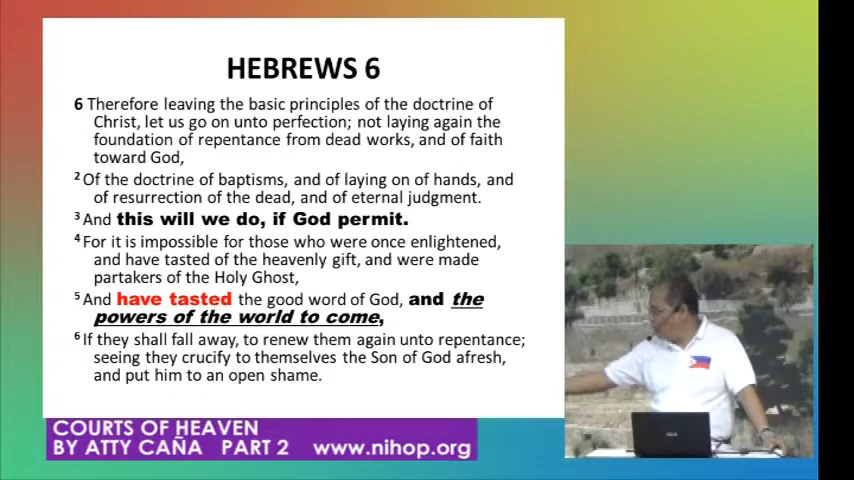 HEBREWS 6
6 Therefore leaving the basic principles of the doctrine of
Christ, let us go on unto perfection; not laying again the
foundation of repentance from dead works, and of faith
toward God,
2 Of the doctrine of baptisms, and of laying on of hands, and
of resurrection of the dead, and of eternal judgment.
3 And this will we do, if God permit.
4 For it is impossible for those who were once enlightened,
and have tasted of the heavenly gift, and were made
partakers of the Holy Ghost,
5 And have tasted the good word of God, and the
powers of the world to come,
6 If they shall fall away, to renew them again unto repentance;
seeing they crucify to themselves the Son of God afresh,
and put him to an open shame.
COURTS OF HEAVEN
BY ATTY CAÑA PART 2 www.nihop.org